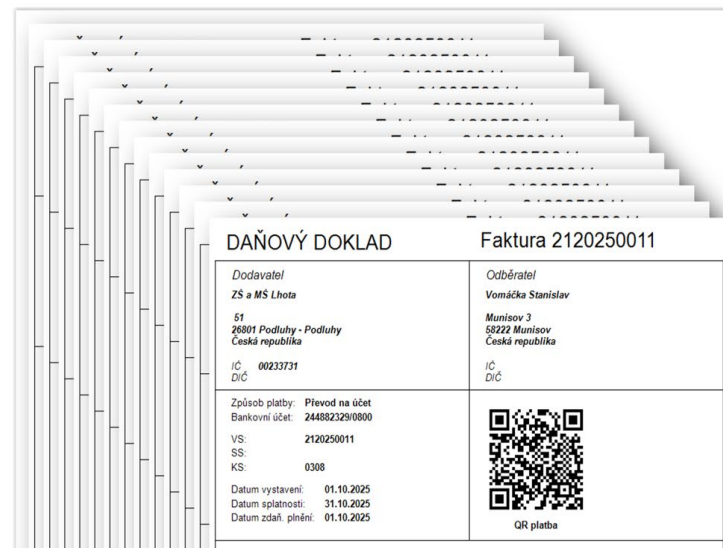 DAŇOVÝ DOKLAD
Faktura 2120250011
Dodavatel
ZŠ a MŠ Lhota
51
26801 Podluhy - Podluhy
Česká republika
IČ 00233731
DIČ
Odběratel
Vomáčka Stanislav
Munisov 3
58222 Munisov
Česká republika
IČ
DIČ
Způsob platby: Převod na účet
Bankovní účet: 244882329/0800
VS: 2120250011
SS:
KS: 0308
Datum vystavení: 01.10.2025
Datum splatnosti: 31.10.2025
Datum zdaň. plnění: 01.10.2025
QR platba